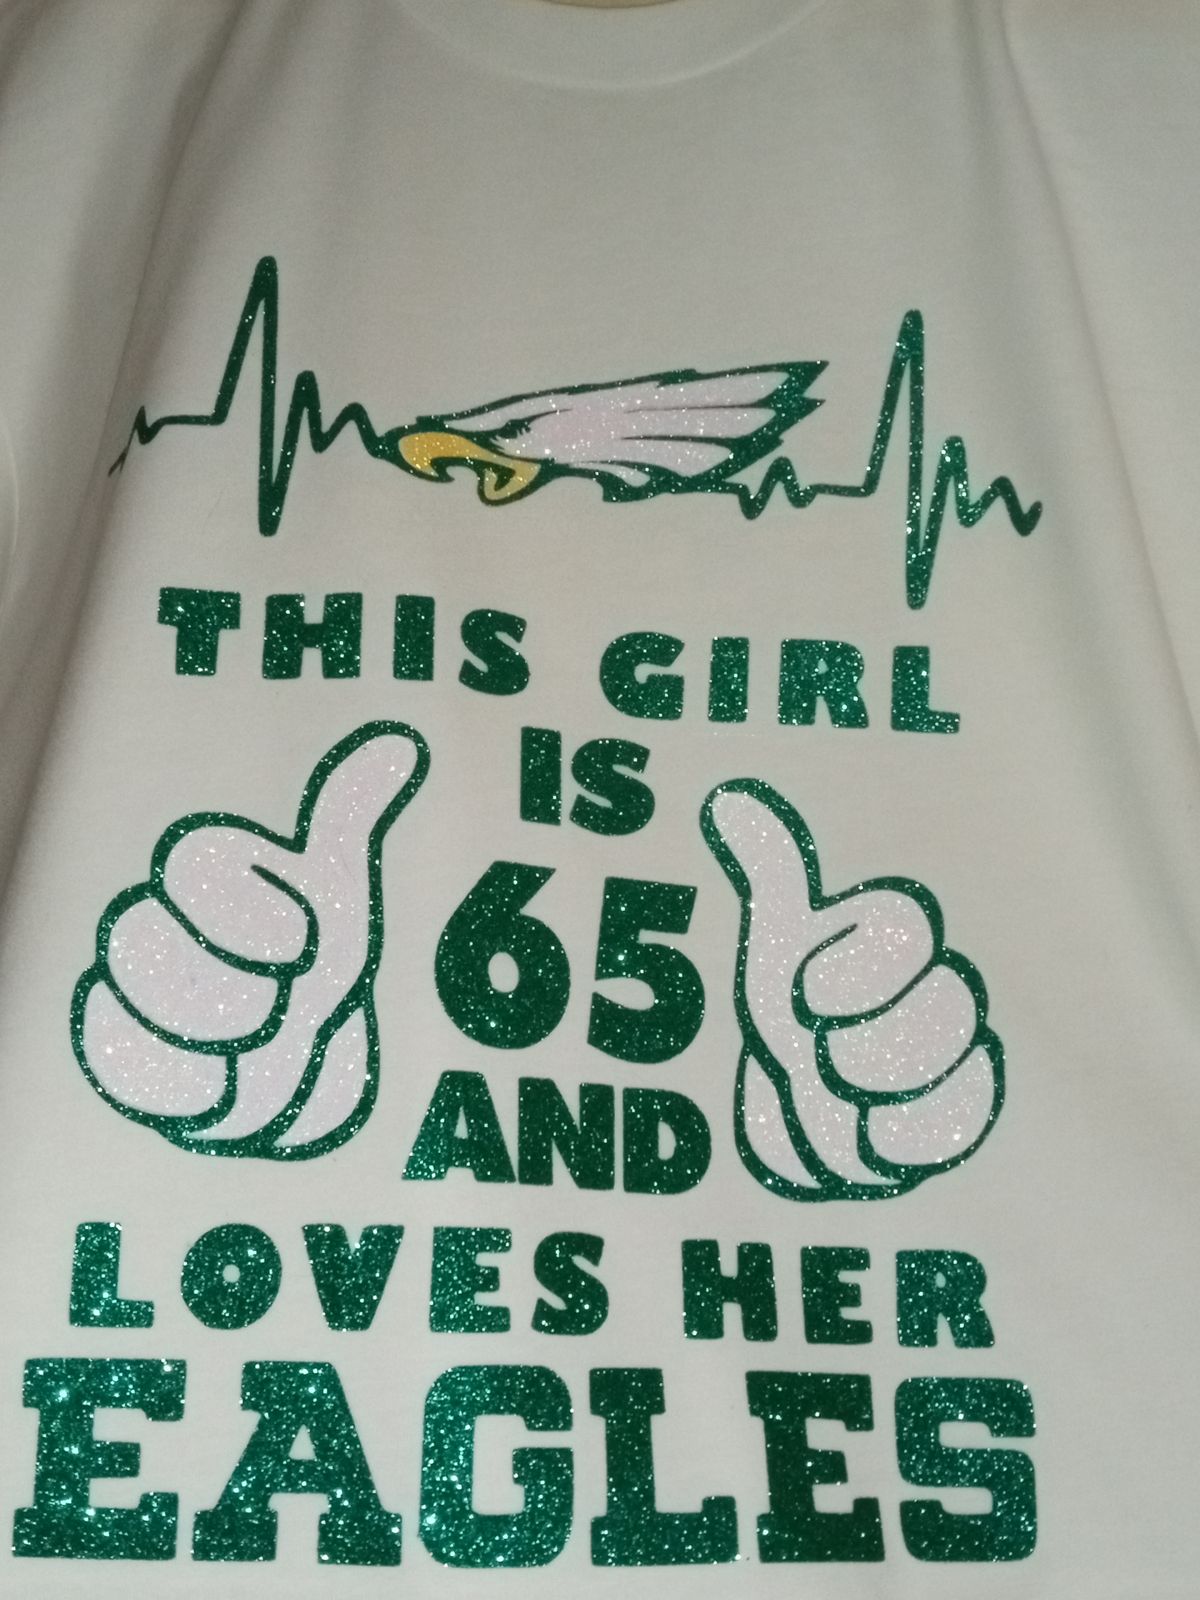 THIS GIRL
IS
65
AND
LOVES HER
EAGLES